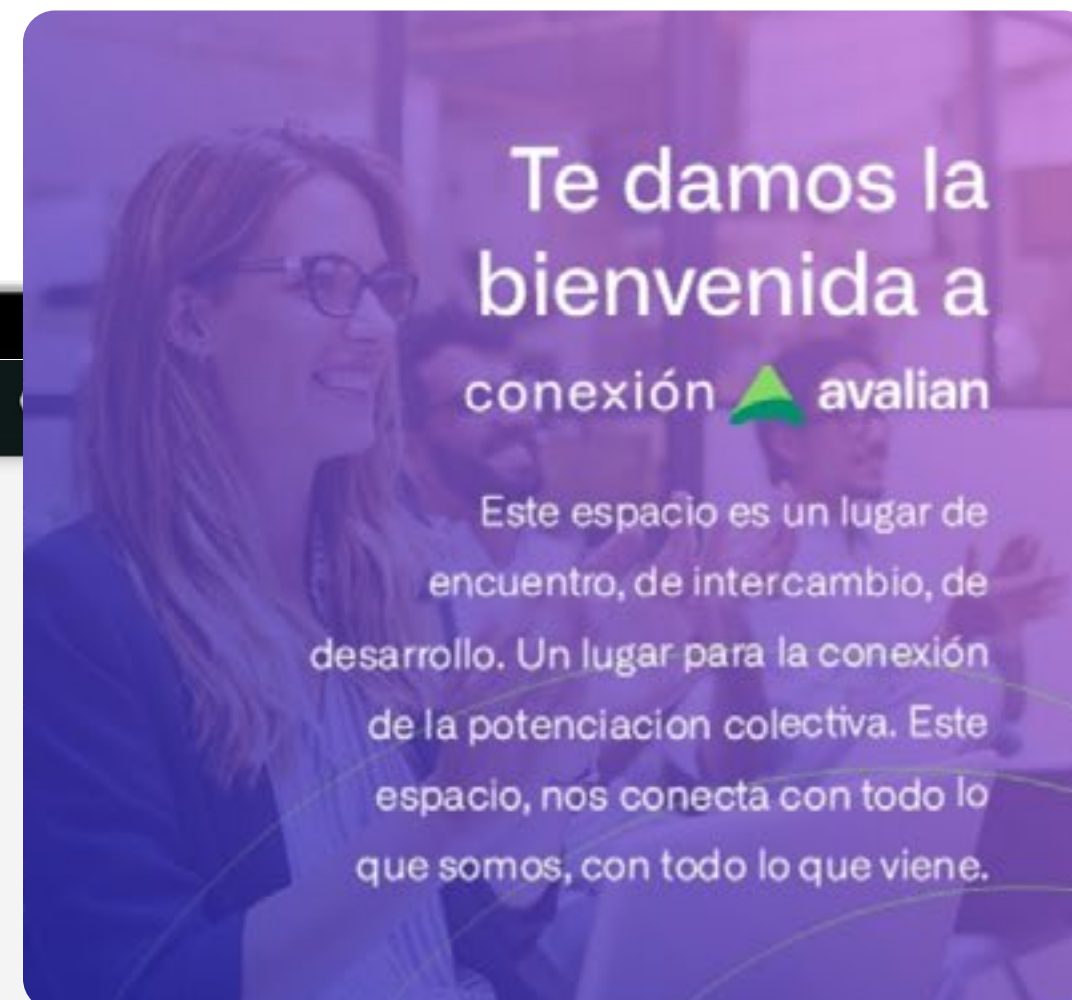 Te damos la
bienvenida a
conexión avalian
Este espacio es un lugar de
encuentro, de intercambio, de
desarrollo. Un lugar para la conexión
de la potenciacion colectiva. Este
espacio, nos conecta con todo lo
que somos, con todo lo que viene.